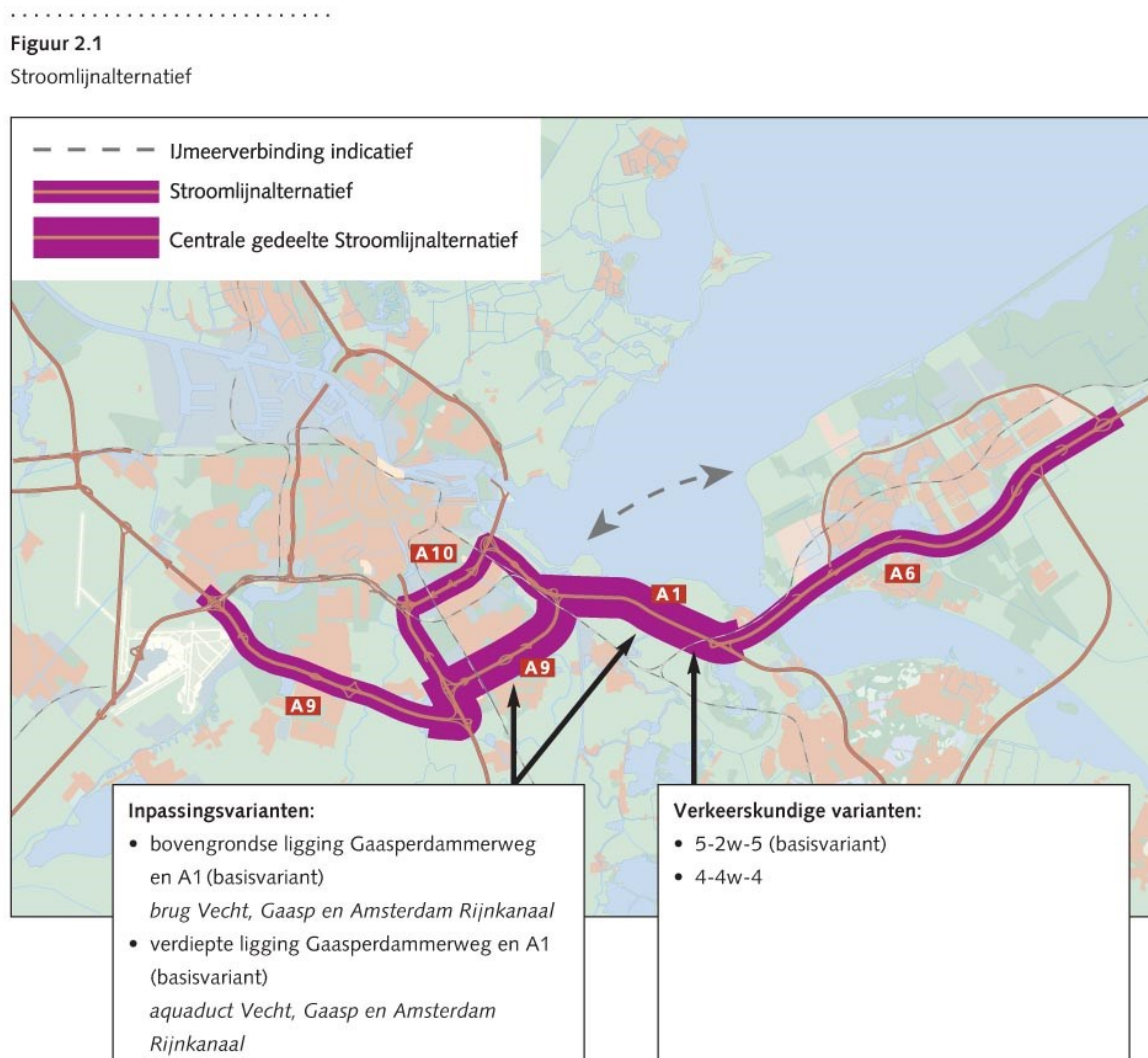 Figuur 2.1
Stroomlijnalternatief
IJmeerverbinding indicatief
Stroomlijnalternatief
Centrale gedeelte Stroomlijnalternatief
A10
A1
A6
A9
A9
Inpassingsvarianten:
• bovengrondse ligging Gaasperdammerweg
en A1 (basisvariant)
brug Vecht, Gaasp en Amsterdam Rijnkanaal
• verdiepte ligging Gaasperdammerweg en A1
(basisvariant)
aquaduct Vecht, Gaasp en Amsterdam
Rijnkanaal
Verkeerskundige varianten:
• 5-2w-5 (basisvariant)
• 4-4w-4